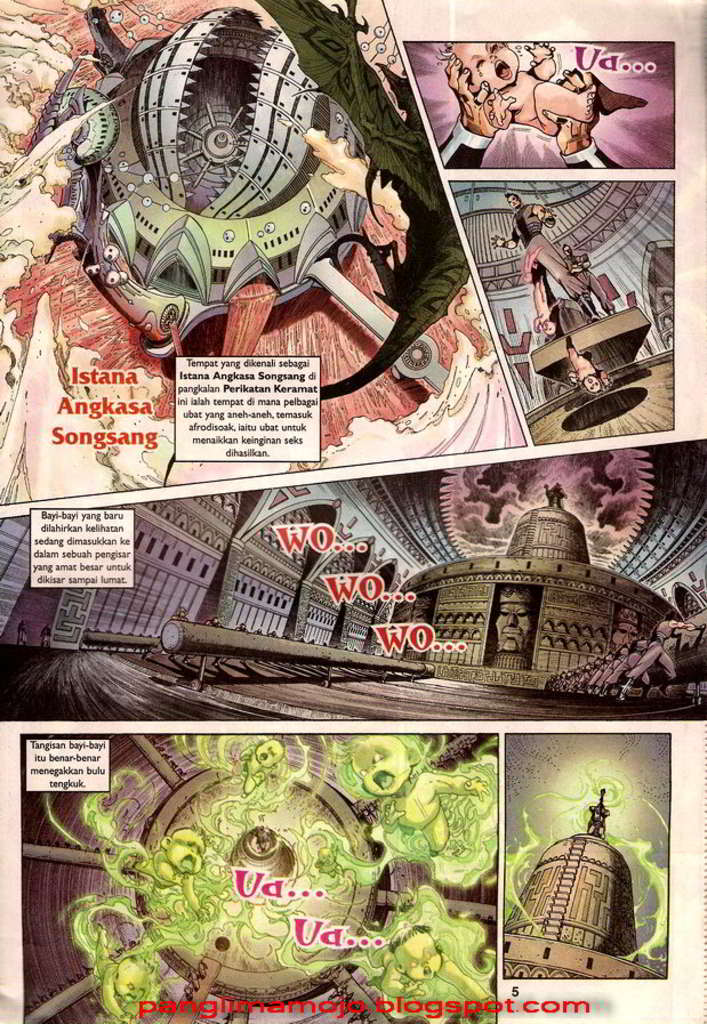 Ua...
Istana
Angkasa
Songsang
Tempat yang dikenali sebagai
Istana Angkasa Songsang di
pangkalan Perikatan Keramat
ini ialah tempat di mana pelbagai
ubat yang aneh-aneh, temasuk
afrodisoak, iaitu ubat untuk
menaikkan keinginan seks
dihasilkan.
Bayi-bayi yang baru
dilahirkan kelihatan
sedang dimasukkan ke
dalam sebuah pengisar
yang amat besar untuk
dikisar sampai lumat.
WO...
WO...
WO...
Tangisan bayi-bayi
itu benar-benar
menegakkan bulu
tengkuk.
Ua...
Ua...
5
panglimamojo.blogspot.com